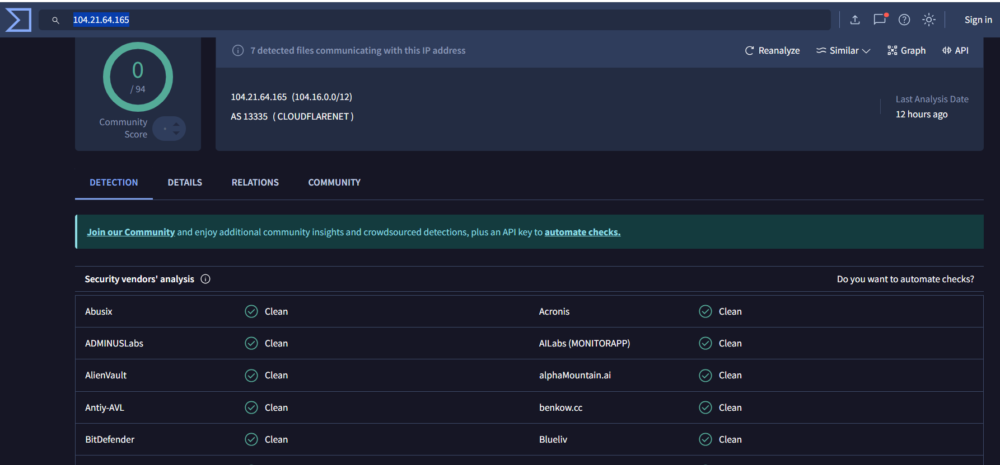 104.21.64.165
Sign in
0
/ 94
Community
Score
7 detected files communicating with this IP address
Reanalyze
Similar
Graph
API
104.21.64.165 (104.16.0.0/12)
AS 13335 ( CLOUDFLARENET )
Last Analysis Date
12 hours ago
DETECTION
DETAILS
RELATIONS
COMMUNITY
Join our Community and enjoy additional community insights and crowdsourced detections, plus an API key to automate checks.
Security vendors' analysis
Do you want to automate checks?
Abusix Clean Acronis Clean
ADMINUSLabs Clean AILabs (MONITORAPP) Clean
AlienVault Clean alphaMountain.ai Clean
Antiy-AVL Clean benkow.cc Clean
BitDefender Clean Blueliv Clean